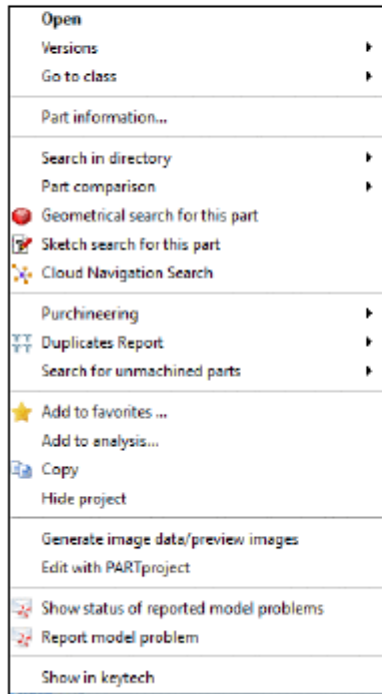 Open
Versions
Go to class
Part information...
Search in directory
Part comparison
Geometrical search for this part
Sketch search for this part
Cloud Navigation Search
Purchineering
Duplicates Report
Search for unmachined parts
Add to favorites ...
Add to analysis...
Copy
Hide project
Generate image data/preview images
Edit with PARTproject
Show status of reported model problems
Report model problem
Show in keytech